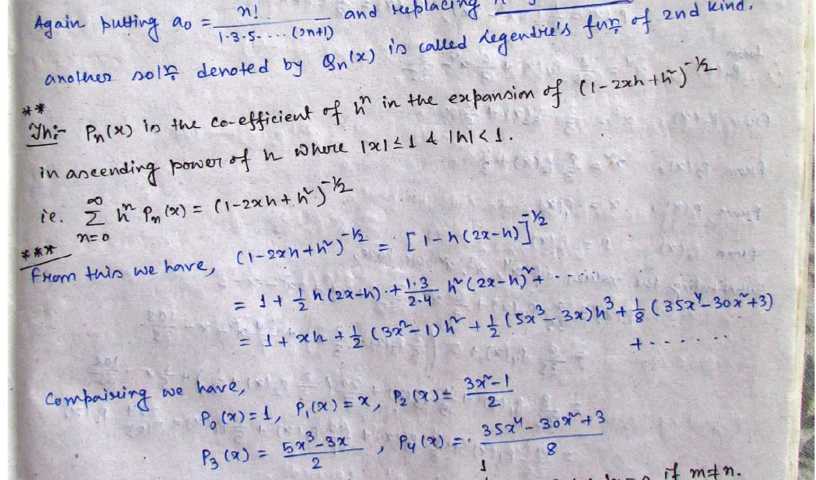 Again putting a₀ = n! / 1·3·5·...·(2n+1) and replacing n
another solⁿ denoted by Qₙ(x) is called Legendre's funⁿ of 2nd kind.
**
Th:- Pₙ(x) is the co-efficient of hⁿ in the expansion of (1-2xh+h²)^-1/2
in ascending power of h where |x| ≤ 1 & |h| < 1.
ie. ∑_{n=0}^{∞} hⁿ Pₙ(x) = (1-2xh+h²)^-1/2
***
From this we have, (1-2xh+h²)^-1/2 = [1-h(2x-h)]^-1/2
= 1 + 1/2 h(2x-h) + 1·3/2·4 h²(2x-h)² + ....
= 1 + xh + 1/2 (3x²-1)h² + 1/2 (5x³-3x)h³ + 1/8 (35x⁴-30x²+3)
+ ......
Compairing we have,
P₀(x) = 1, P₁(x) = x, P₂(x) = 3x²-1 / 2
P₃(x) = 5x³-3x / 2, P₄(x) = 35x⁴-30x²+3 / 8
if m≠n.